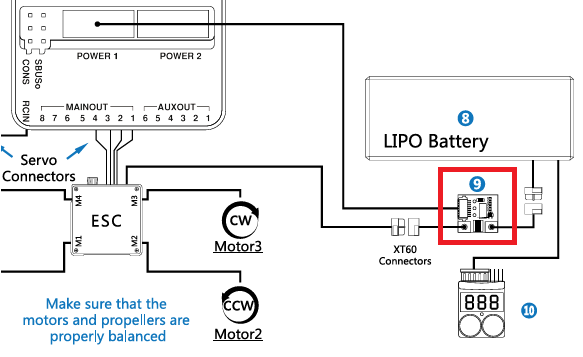 POWER 1
POWER 2
CONS
SBUSo
RCIN
MAINOUT
AUXOUT
8 7 6 5 4 3 2 1
6 5 4 3 2 1
Servo
Connectors
8
LIPO Battery
9
M4
M3
ESC
M1
M2
CW
Motor3
XT60
Connectors
CCW
Motor2
888
10
Make sure that the
motors and propellers are
properly balanced